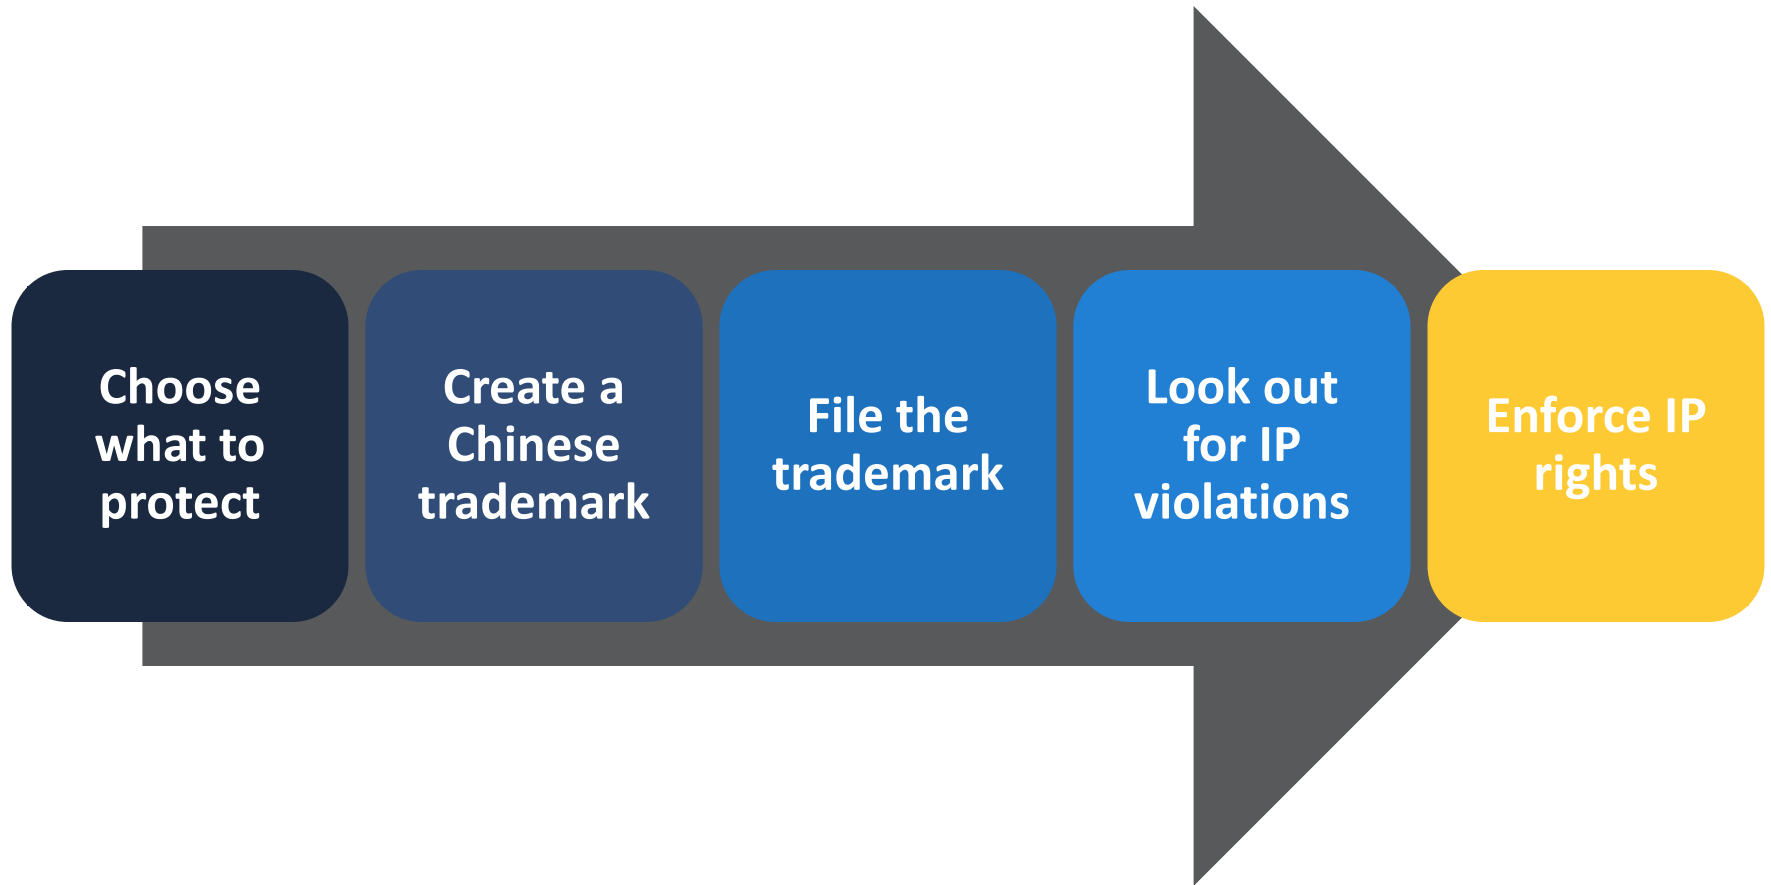 Choose
what to
protect
Create a
Chinese
trademark
File the
trademark
Look out
for IP
violations
Enforce IP
rights